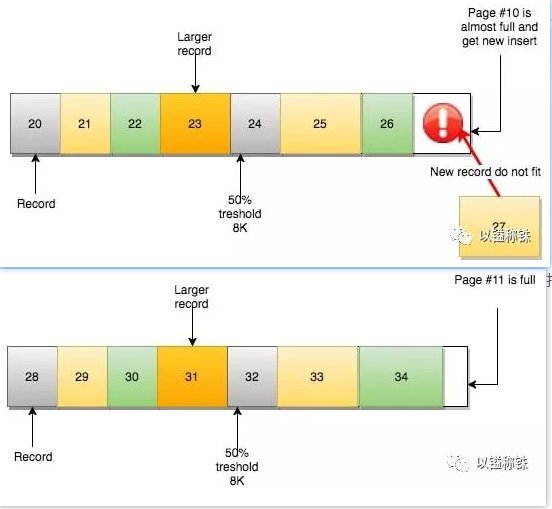 Page #10 is
almost full and
get new insert
Larger
record
20
21
22
23
24
25
26
New record do not fit
Record
50%
treshold
8K
27
以镒称铢
Page #11 is full
Larger
record
28
29
30
31
32
33
34
Record
50%
treshold
8K
以镒称铢